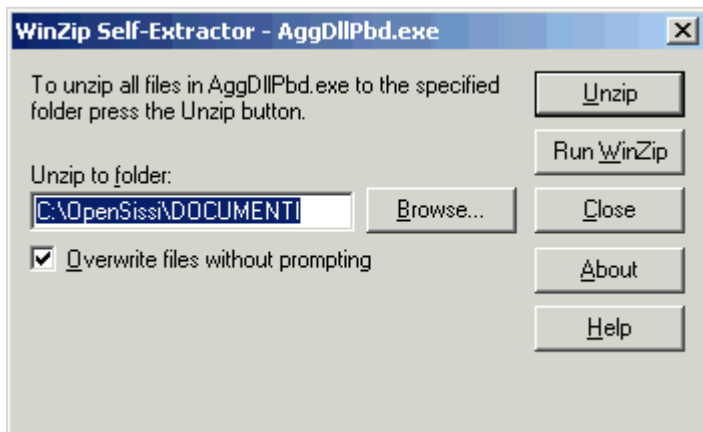 WinZip Self-Extractor - AggDllPbd.exe
To unzip all files in AggDllPbd.exe to the specified
folder press the Unzip button.
Unzip to folder:
C:\OpenSissi\DOCUMENTI
Browse...
Overwrite files without prompting
Unzip
Run WinZip
Close
About
Help